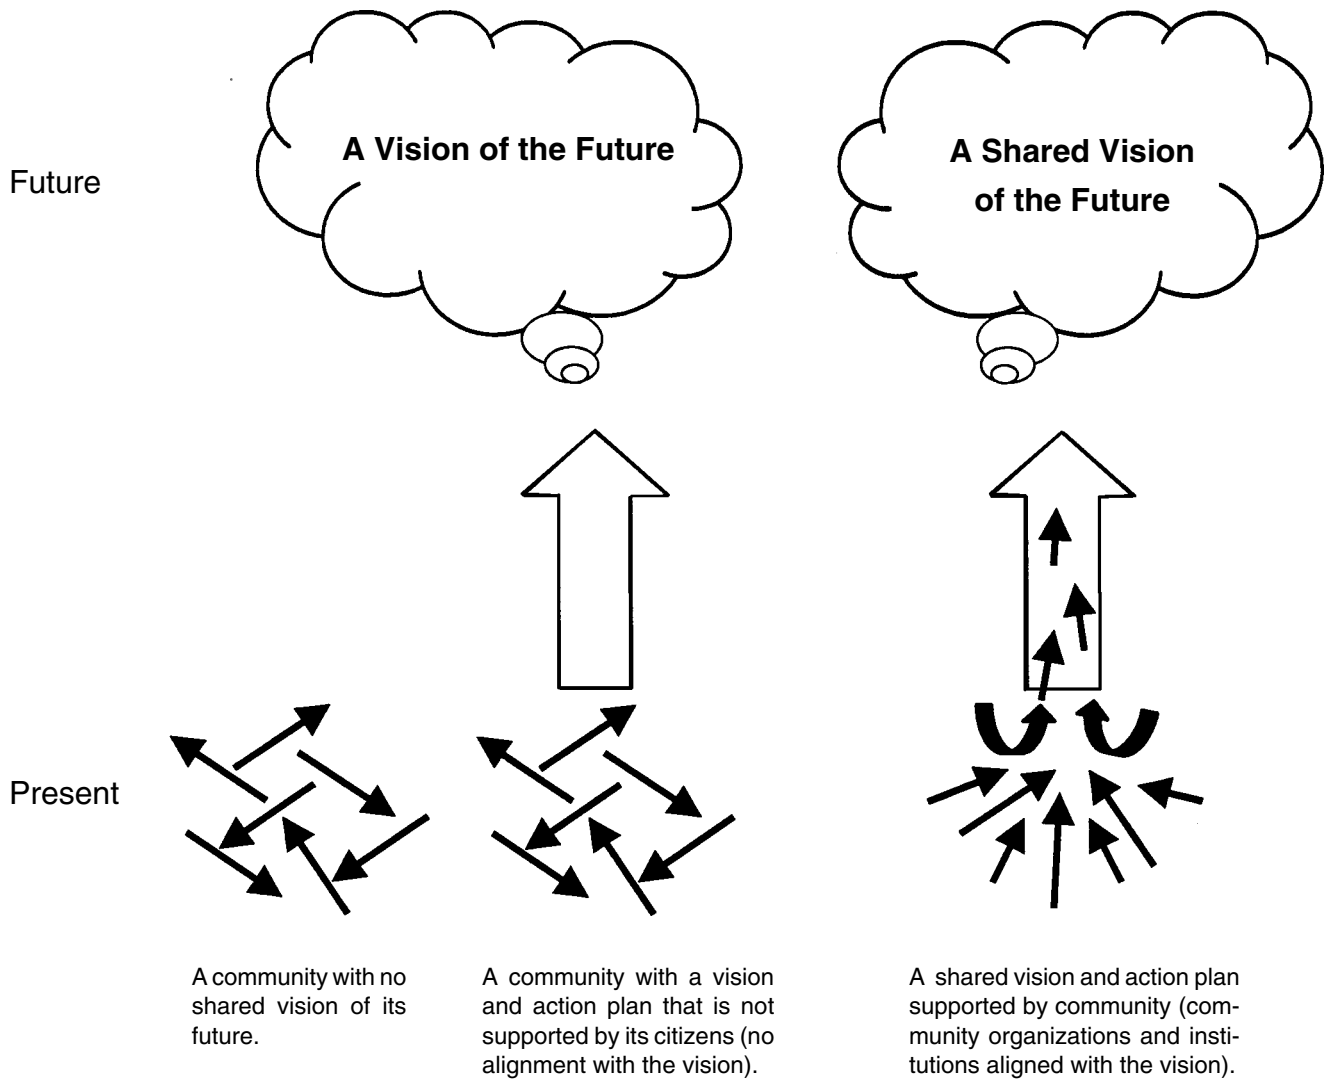 A Vision of the Future
A Shared Vision
of the Future
Future
Present
A community with no
shared vision of its
future.
A community with a vision
and action plan that is not
supported by its citizens (no
alignment with the vision).
A shared vision and action plan
supported by community (com-
munity organizations and insti-
tutions aligned with the vision).